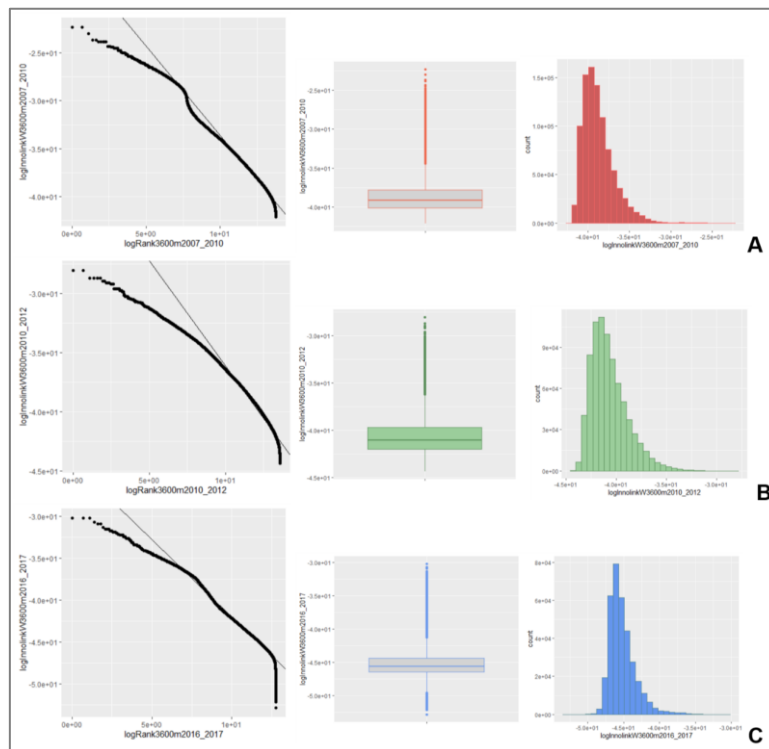 logInnolinkW3600m2007_2010
-2.5e+01
-3.0e+01
-3.5e+01
-4.0e+01
0e+00 5e+00 1e+01
logRank3600m2007_2010
logInnolinkW3600m2007_2010
-2.5e+01
-3.0e+01
-3.5e+01
-4.0e+01
count
1.5e+05
1.0e+05
5.0e+04
0.0e+00
-4.0e+01 -3.5e+01 -3.0e+01 -2.5e+01
logInnolinkW3600m2007_2010
A
logInnolinkW3600m2010_2012
-3.0e+01
-3.5e+01
-4.0e+01
-4.5e+01
0e+00 5e+00 1e+01
logRank3600m2010_2012
logInnolinkW3600m2010_2012
-3.0e+01
-3.5e+01
-4.0e+01
-4.5e+01
count
3e+04
0e+00
-4.5e+01 -4.0e+01 -3.5e+01 -3.0e+01
logInnolinkW3600m2010_2012
B
logInnolinkW3600m2016_2017
-3.0e+01
-3.5e+01
-4.0e+01
-4.5e+01
-5.0e+01
0e+00 5e+00 1e+01
logRank3600m2016_2017
logInnolinkW3600m2016_2017
-3.0e+01
-3.5e+01
-4.0e+01
-4.5e+01
-5.0e+01
count
8e+04
6e+04
4e+04
2e+04
0e+00
-5.0e+01 -4.5e+01 -4.0e+01 -3.5e+01 -3.0e+01
logInnolinkW3600m2016_2017
C